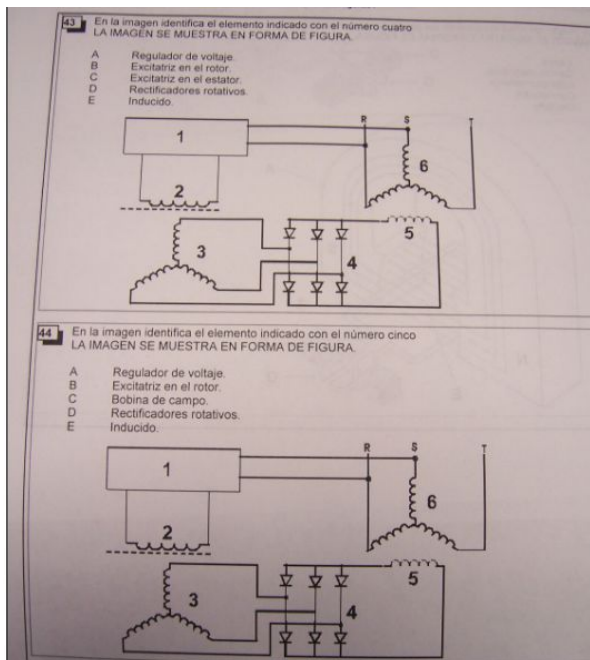 43 En la imagen identifica el elemento indicado con el número cuatro
LA IMAGEN SE MUESTRA EN FORMA DE FIGURA.
A Regulador de voltaje.
B Excitatriz en el rotor.
C Excitatriz en el estator.
D Rectificadores rotativos.
E Inducido.
R S T
1
6
2
5
3
4
44 En la imagen identifica el elemento indicado con el número cinco
LA IMAGEN SE MUESTRA EN FORMA DE FIGURA.
A Regulador de voltaje.
B Excitatriz en el rotor.
C Bobina de campo.
D Rectificadores rotativos.
E Inducido.
R S T
1
6
2
5
3
4